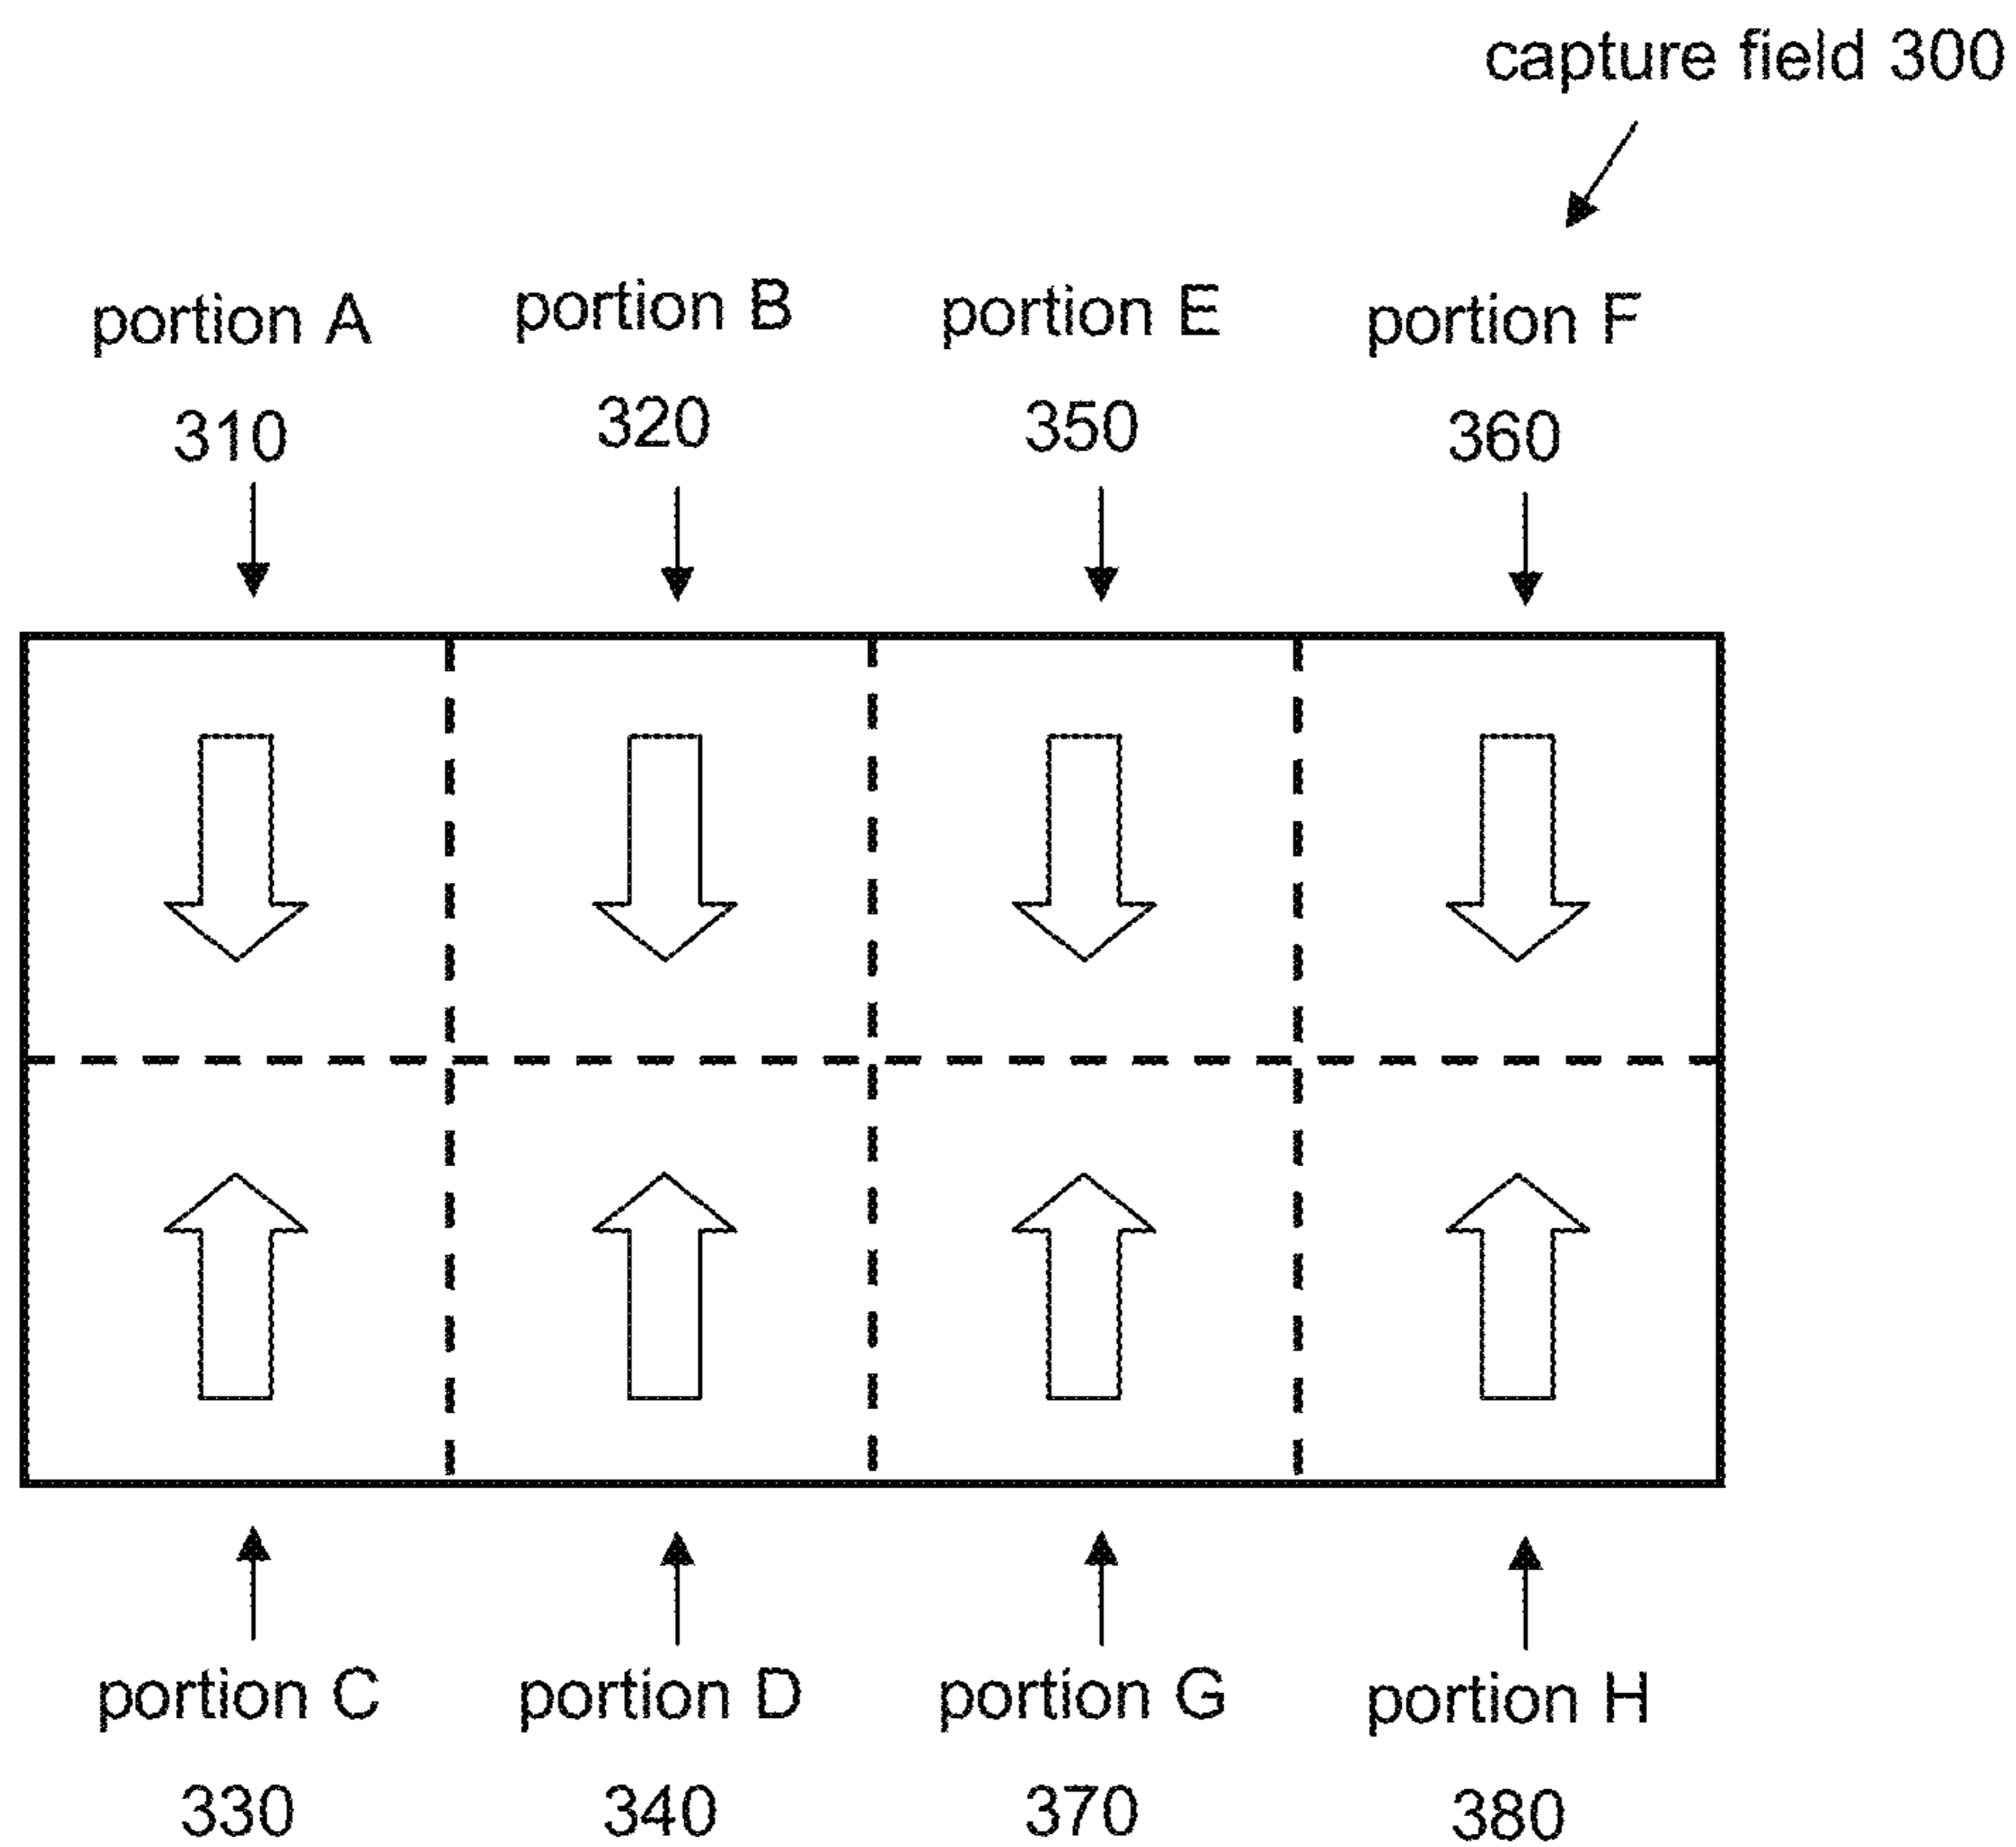 capture field 300
portion A
310
portion B
320
portion E
350
portion F
360
portion C
330
portion D
340
portion G
370
portion H
380